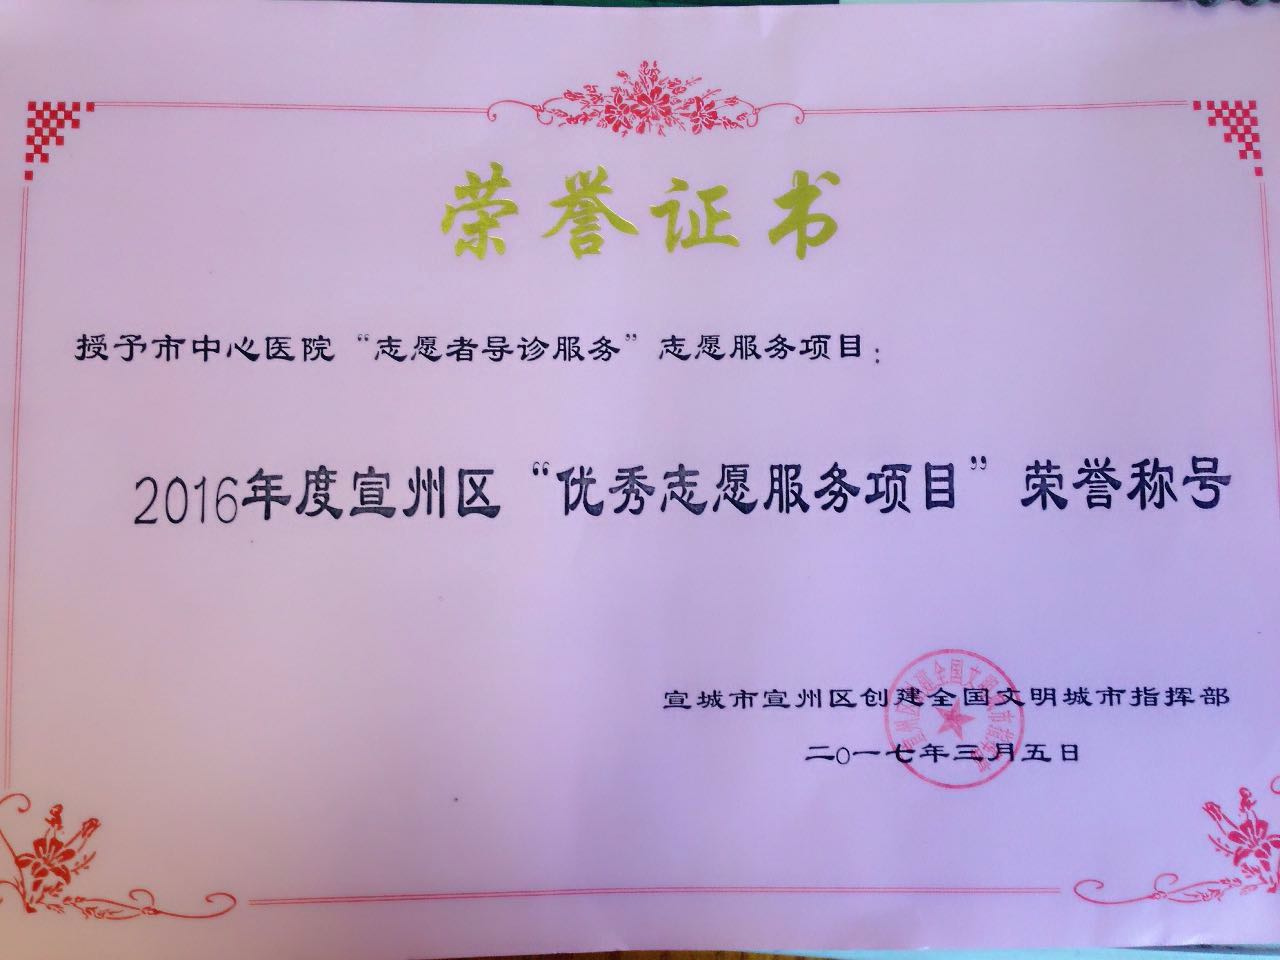 荣誉证书
授予市中心医院“志愿者导诊服务”志愿服务项目：
2016年度宣州区“优秀志愿服务项目”荣誉称号
宣城市宣州区创建全国文明城市指挥部
二〇一七年三月五日